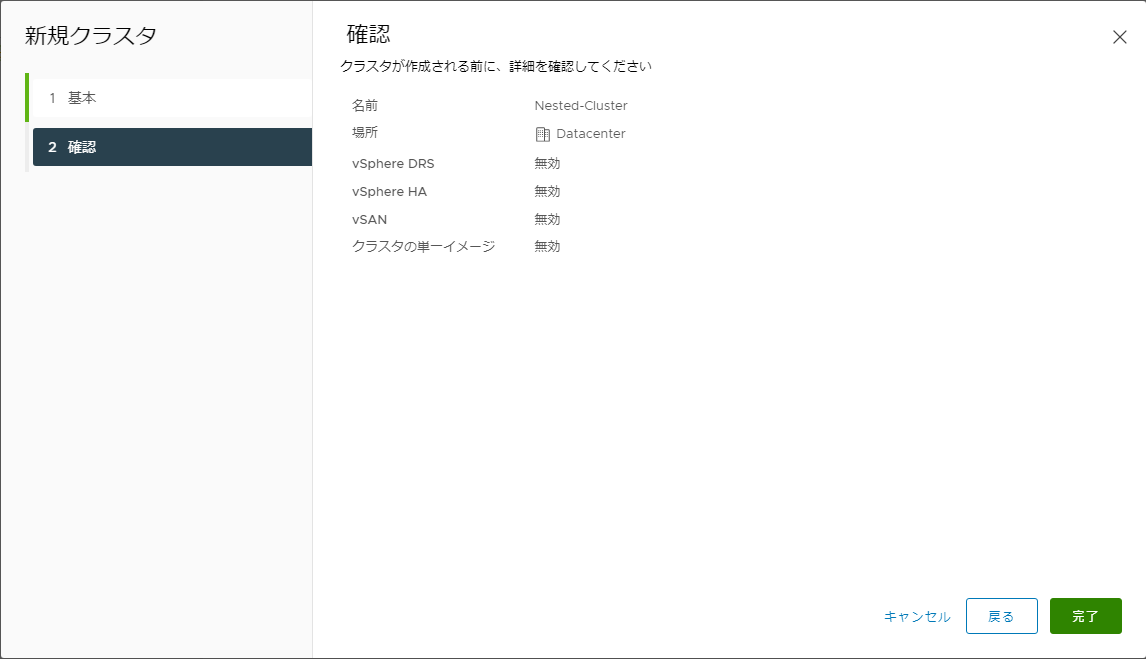 新規クラスタ
1 基本
2 確認
確認
クラスタが作成される前に、詳細を確認してください
名前 Nested-Cluster
場所 Datacenter
vSphere DRS 無効
vSphere HA 無効
vSAN 無効
クラスタの単一イメージ 無効
キャンセル 戻る 完了